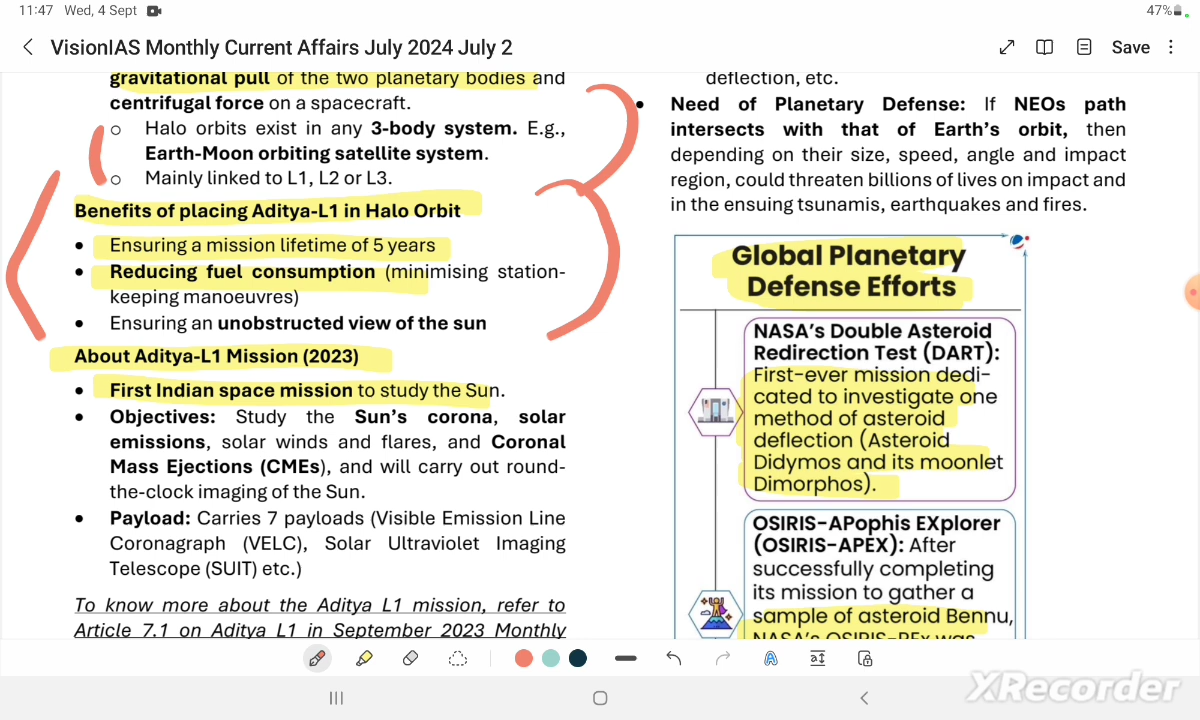 11:47 Wed, 4 Sept
47%
VisionIAS Monthly Current Affairs July 2024 July 2
Save
gravitational pull of the two planetary bodies and
centrifugal force on a spacecraft.
o Halo orbits exist in any 3-body system. E.g.,
Earth-Moon orbiting satellite system.
o Mainly linked to L1, L2 or L3.
Benefits of placing Aditya-L1 in Halo Orbit
• Ensuring a mission lifetime of 5 years
• Reducing fuel consumption (minimising station-
keeping manoeuvres)
• Ensuring an unobstructed view of the sun
About Aditya-L1 Mission (2023)
• First Indian space mission to study the Sun.
• Objectives: Study the Sun's corona, solar
emissions, solar winds and flares, and Coronal
Mass Ejections (CMEs), and will carry out round-
the-clock imaging of the Sun.
• Payload: Carries 7 payloads (Visible Emission Line
Coronagraph (VELC), Solar Ultraviolet Imaging
Telescope (SUIT) etc.)
To know more about the Aditya L1 mission, refer to
Article 7.1 on Aditya L1 in September 2023 Monthly
deflection, etc.
• Need of Planetary Defense: If NEOs path
intersects with that of Earth's orbit, then
depending on their size, speed, angle and impact
region, could threaten billions of lives on impact and
in the ensuing tsunamis, earthquakes and fires.
Global Planetary
Defense Efforts
NASA's Double Asteroid
Redirection Test (DART):
First-ever mission dedi-
cated to investigate one
method of asteroid
deflection (Asteroid
Didymos and its moonlet
Dimorphos).
OSIRIS-APophis EXplorer
(OSIRIS-APEX): After
successfully completing
its mission to gather a
sample of asteroid Bennu,
NASA's OSIRIS-REx was
XRecorder